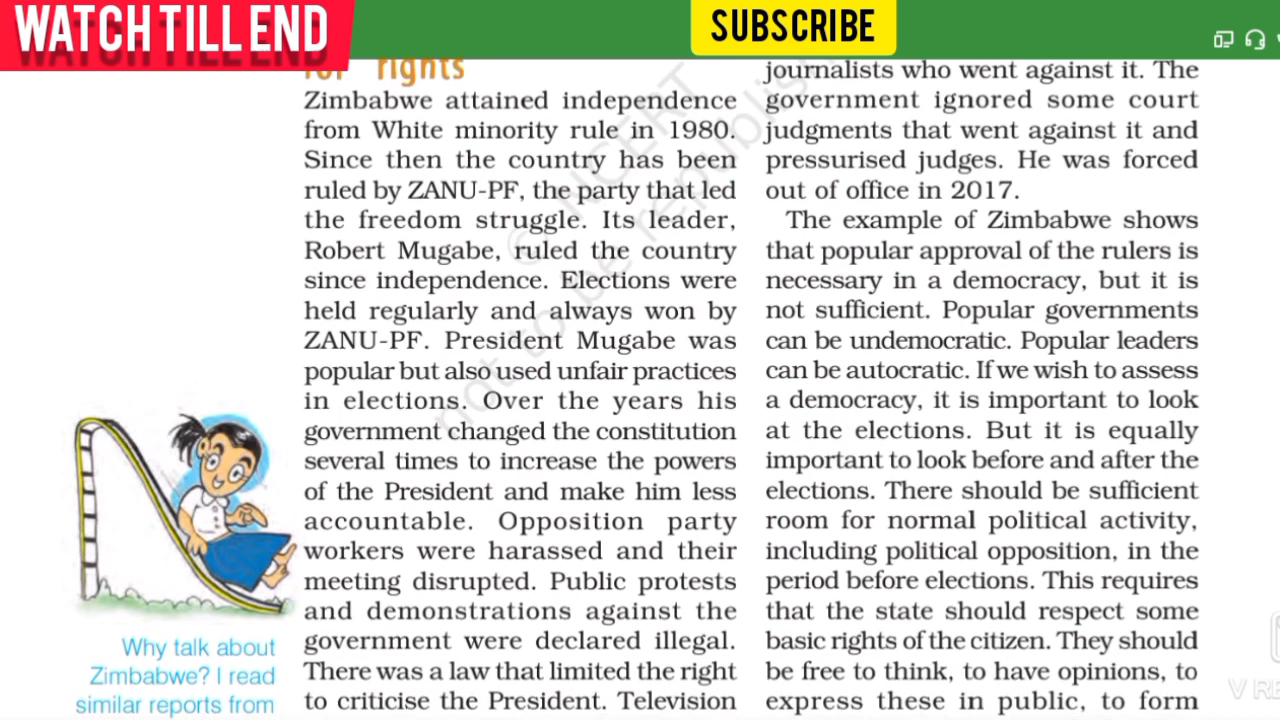 WATCH TILL END
SUBSCRIBE
for rights
Zimbabwe attained independence
from White minority rule in 1980.
Since then the country has been
ruled by ZANU-PF, the party that led
the freedom struggle. Its leader,
Robert Mugabe, ruled the country
since independence. Elections were
held regularly and always won by
ZANU-PF. President Mugabe was
popular but also used unfair practices
in elections. Over the years his
government changed the constitution
several times to increase the powers
of the President and make him less
accountable. Opposition party
workers were harassed and their
meeting disrupted. Public protests
and demonstrations against the
government were declared illegal.
There was a law that limited the right
to criticise the President. Television
journalists who went against it. The
government ignored some court
judgments that went against it and
pressurised judges. He was forced
out of office in 2017.
The example of Zimbabwe shows
that popular approval of the rulers is
necessary in a democracy, but it is
not sufficient. Popular governments
can be undemocratic. Popular leaders
can be autocratic. If we wish to assess
a democracy, it is important to look
at the elections. But it is equally
important to look before and after the
elections. There should be sufficient
room for normal political activity,
including political opposition, in the
period before elections. This requires
that the state should respect some
basic rights of the citizen. They should
be free to think, to have opinions, to
express these in public, to form
Why talk about
Zimbabwe? I read
similar reports from
© NCERT
not to be republish